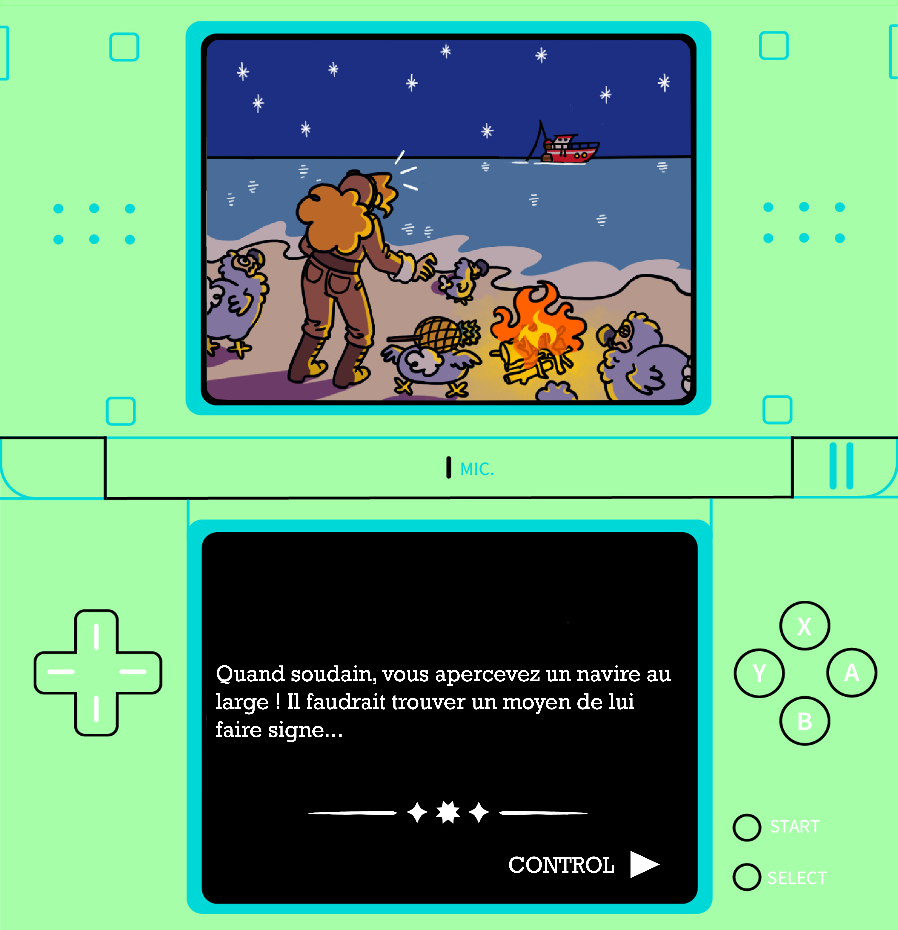 MIC.
Quand soudain, vous apercevez un navire au
large ! Il faudrait trouver un moyen de lui
faire signe...
CONTROL
X
Y
A
B
START
SELECT